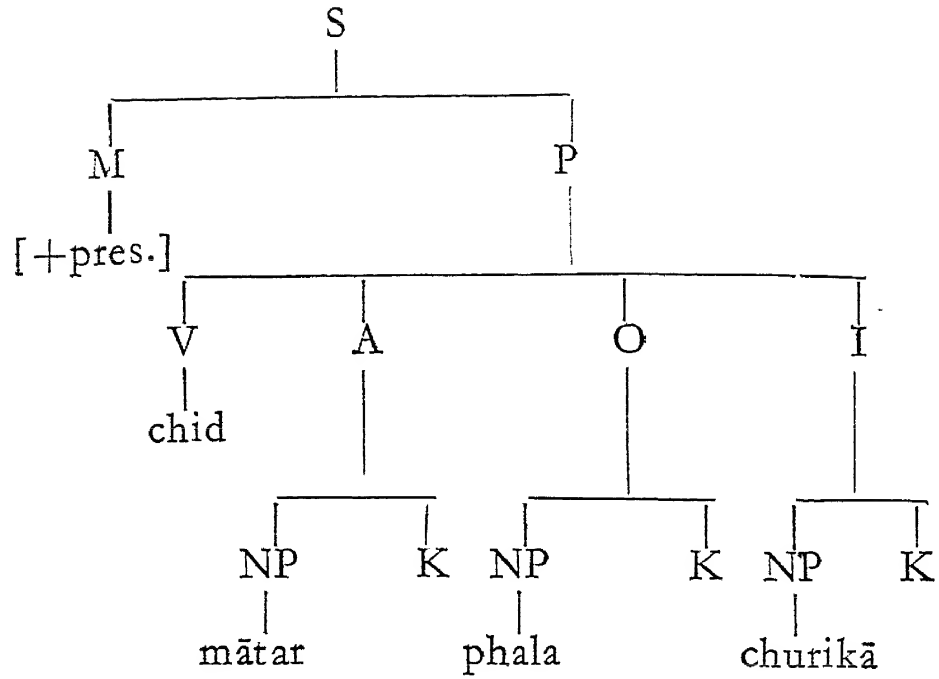 S
M P
[+pres.]
V A O I
chid
NP K NP K NP K
mātar phala churikā